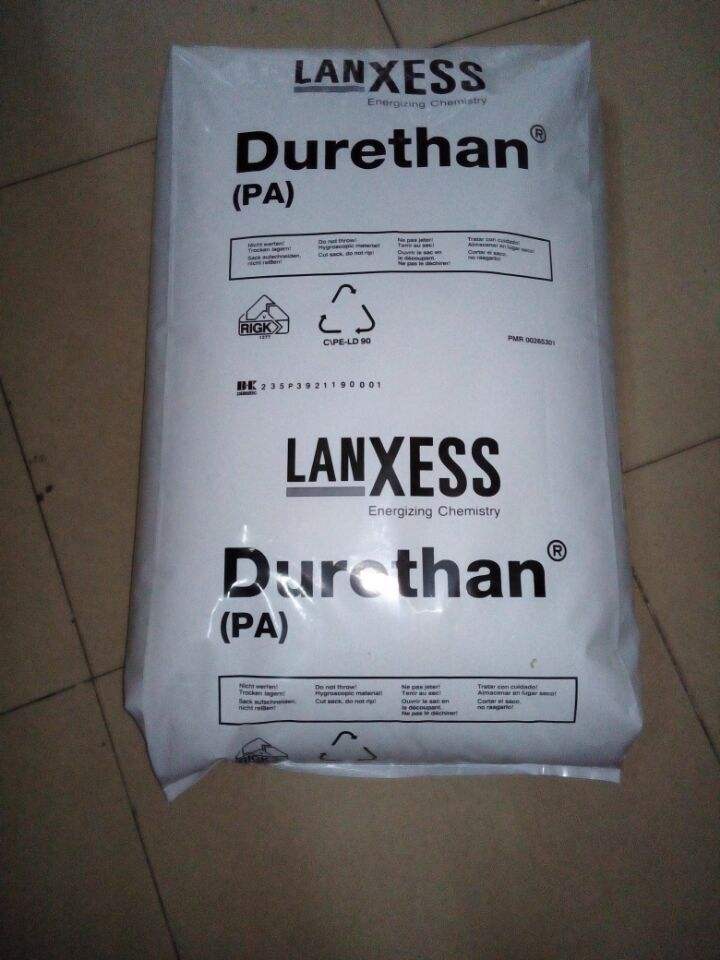 LANXESS
Energizing Chemistry
Durethan®
(PA)
Nicht werfen!
Trocken lagern!
Sack aufschneiden,
nicht reißen!
Do not throw!
Hygroscopic material!
Cut sack, do not rip!
Ne pas jeter!
Tenir au sec!
Ouvrir le sac en
le découpant.
Ne pas le déchirer!
Tratar con cuidado!
Almacenar en lugar seco!
Cortar el saco,
no rasgarlo!
RIGK
1277
C\PE-LD 90
PMR 00265301
235P3921190001
LANXESS
Energizing Chemistry
Durethan®
(PA)
Nicht werfen!
Trocken lagern!
Sack aufschneiden,
nicht reißen!
Do not throw!
Hygroscopic material!
Cut sack, do not rip!
Ne pas jeter!
Tenir au sec!
Ouvrir le sac en
le découpant.
Ne pas le déchirer!
Tratar con cuidado!
Almacenar en lugar seco!
Cortar el saco,
no rasgarlo!
RIGK